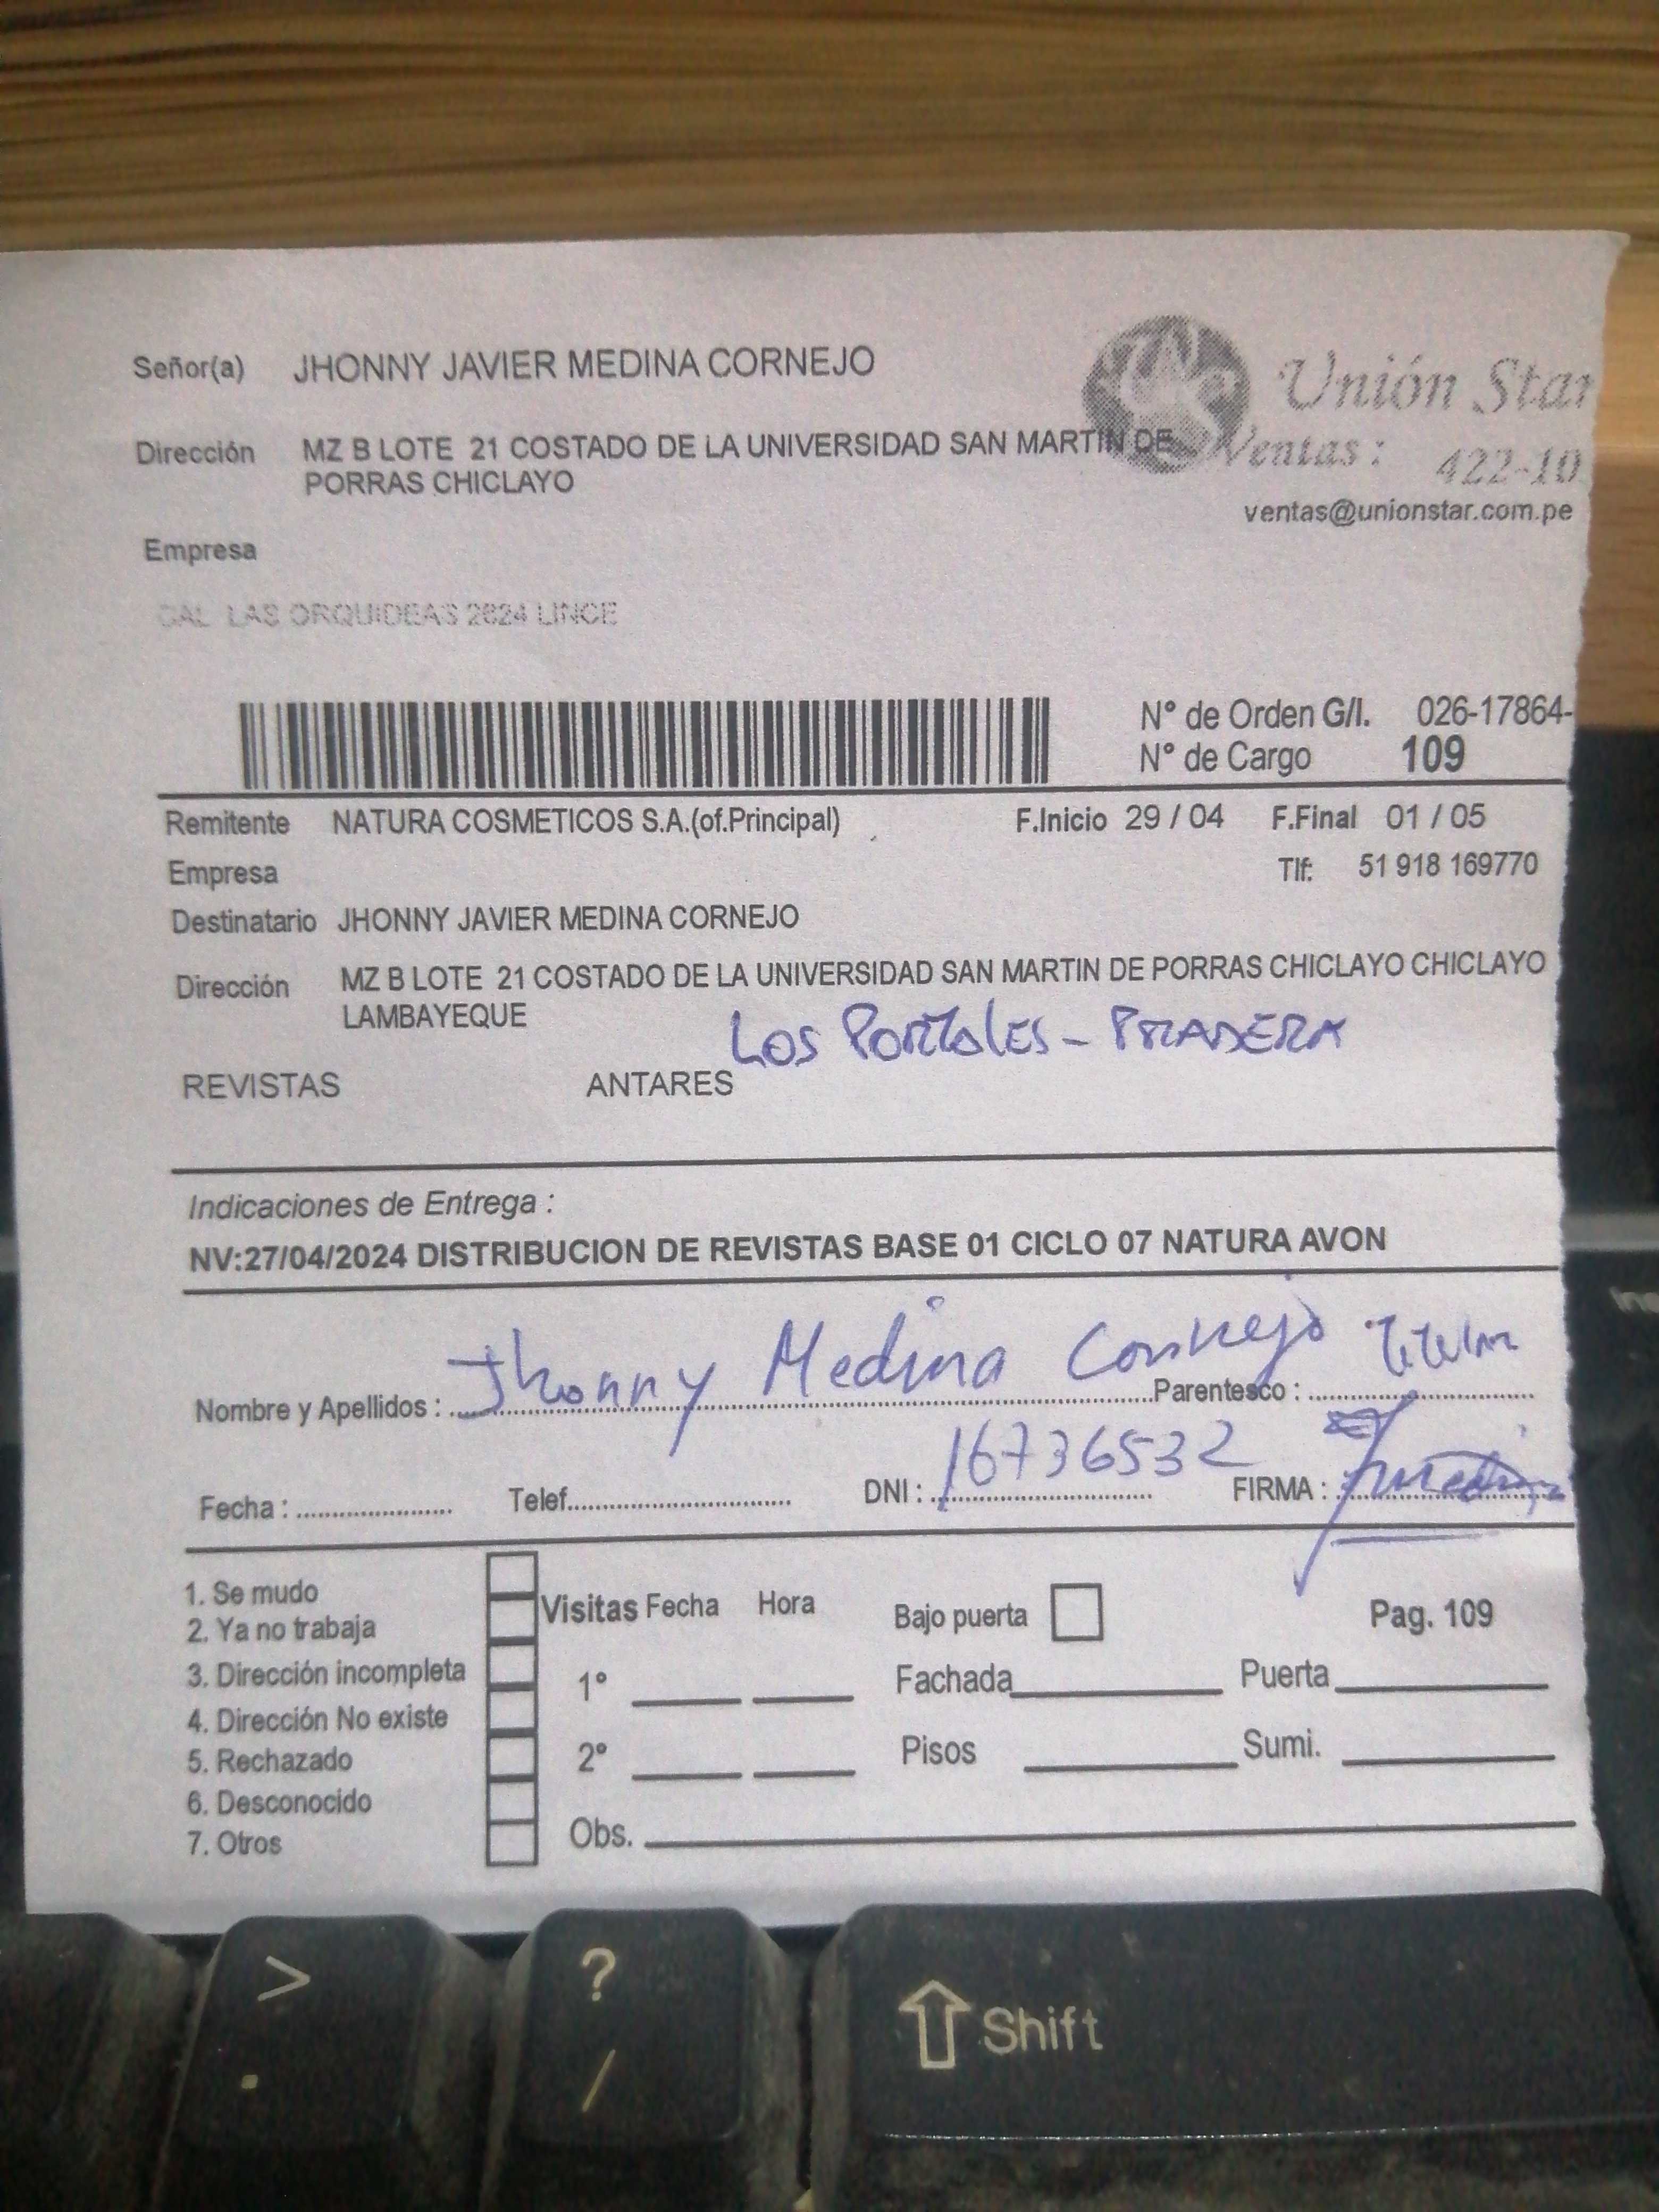 Señor(a) JHONNY JAVIER MEDINA CORNEJO
Unión Star
Dirección MZ B LOTE 21 COSTADO DE LA UNIVERSIDAD SAN MARTIN DE
PORRAS CHICLAYO
Ventas : 422-10
ventas@unionstar.com.pe
Empresa
CAL LAS ORQUIDEAS 2624 LINCE
N° de Orden G/I. 026-17864-
N° de Cargo 109
Remitente NATURA COSMETICOS S.A.(of.Principal) F.Inicio 29 / 04 F.Final 01 / 05
Empresa Tlf: 51 918 169770
Destinatario JHONNY JAVIER MEDINA CORNEJO
Dirección MZ B LOTE 21 COSTADO DE LA UNIVERSIDAD SAN MARTIN DE PORRAS CHICLAYO CHICLAYO
LAMBAYEQUE
Los Portales - PRADERA
REVISTAS ANTARES
Indicaciones de Entrega :
NV:27/04/2024 DISTRIBUCION DE REVISTAS BASE 01 CICLO 07 NATURA AVON
Nombre y Apellidos : Jhonny Medina Cornejo Parentesco : Titular
Fecha : Telef. DNI : 16736532 FIRMA :
1. Se mudo
2. Ya no trabaja
3. Dirección incompleta
4. Dirección No existe
5. Rechazado
6. Desconocido
7. Otros
Visitas Fecha Hora Bajo puerta Pag. 109
1° Fachada Puerta
2° Pisos Sumi.
Obs.
> ?
. / Shift